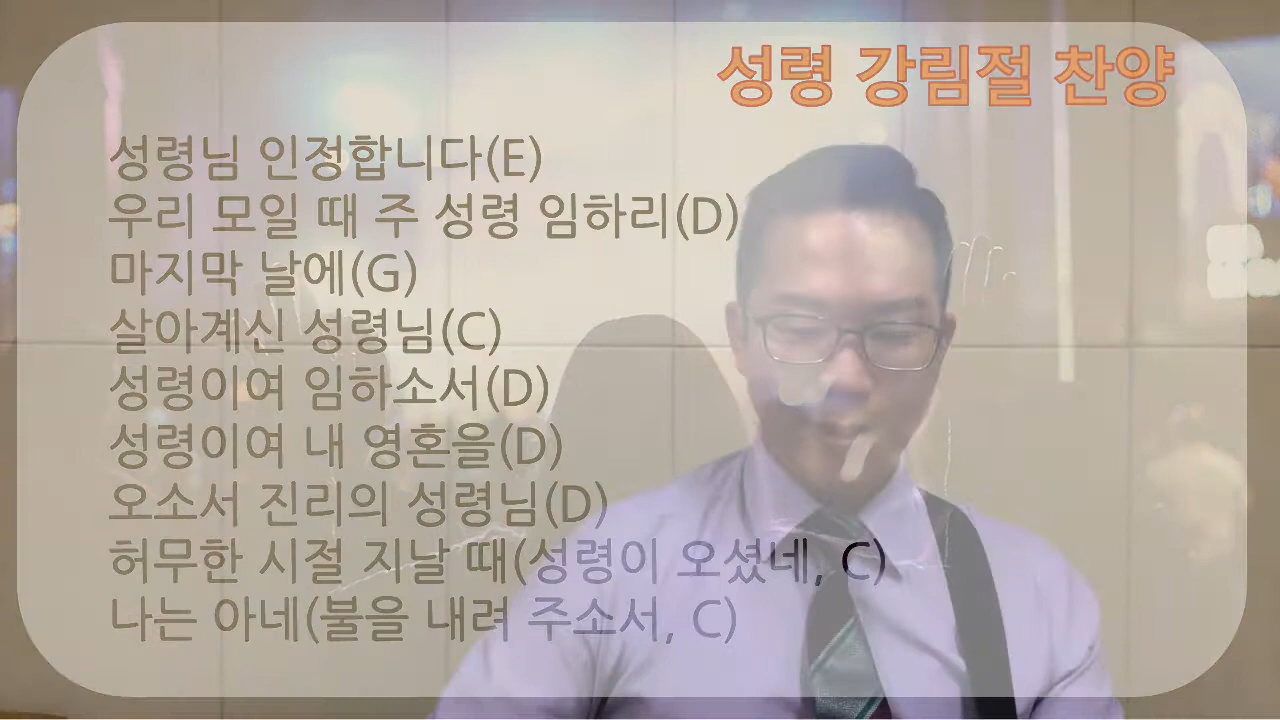 성령 강림절 찬양
성령님 인정합니다(E)
우리 모일 때 주 성령 임하리(D)
마지막 날에(G)
살아계신 성령님(C)
성령이여 임하소서(D)
성령이여 내 영혼을(D)
오소서 진리의 성령님(D)
허무한 시절 지날 때(성령이 오셨네, C)
나는 아네(불을 내려 주소서, C)